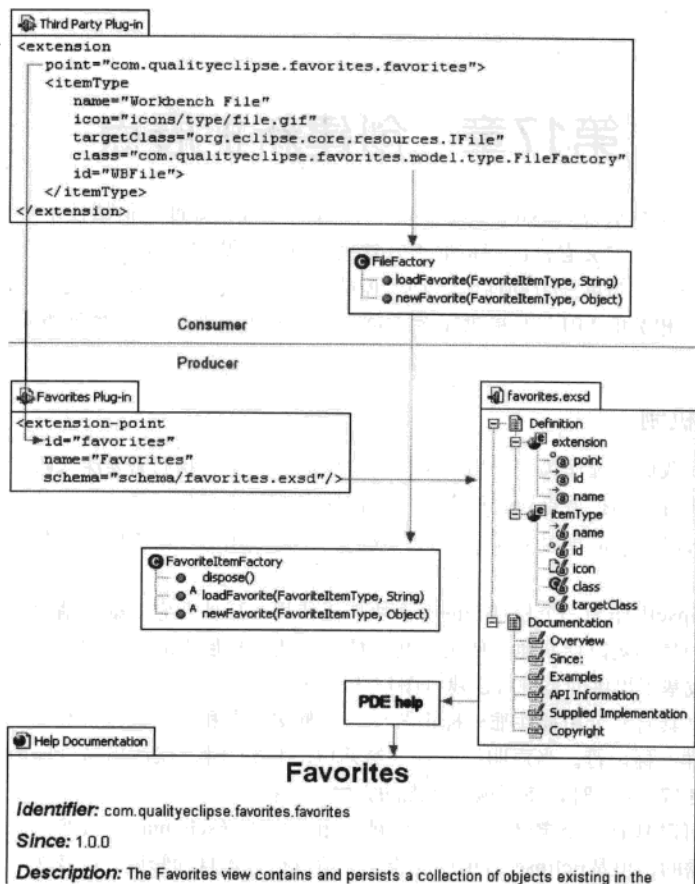 Third Party Plug-in
<extension
point="com.qualityeclipse.favorites.favorites">
<itemType
name="Workbench File"
icon="icons/type/file.gif"
targetClass="org.eclipse.core.resources.IFile"
class="com.qualityeclipse.favorites.model.type.FileFactory"
id="WBFile">
</itemType>
</extension>
FileFactory
loadFavorite(FavoriteItemType, String)
newFavorite(FavoriteItemType, Object)
Consumer
Producer
Favorites Plug-in
<extension-point
id="favorites"
name="Favorites"
schema="schema/favorites.exsd"/>
favorites.exsd
Definition
extension
point
id
name
itemType
name
id
icon
class
targetClass
Documentation
Overview
Since:
Examples
API Information
Supplied Implementation
Copyright
FavoriteItemFactory
dispose()
A loadFavorite(FavoriteItemType, String)
A newFavorite(FavoriteItemType, Object)
PDE help
Help Documentation
Favorites
Identifier: com.qualityeclipse.favorites.favorites
Since: 1.0.0
Description: The Favorites view contains and persists a collection of objects existing in the